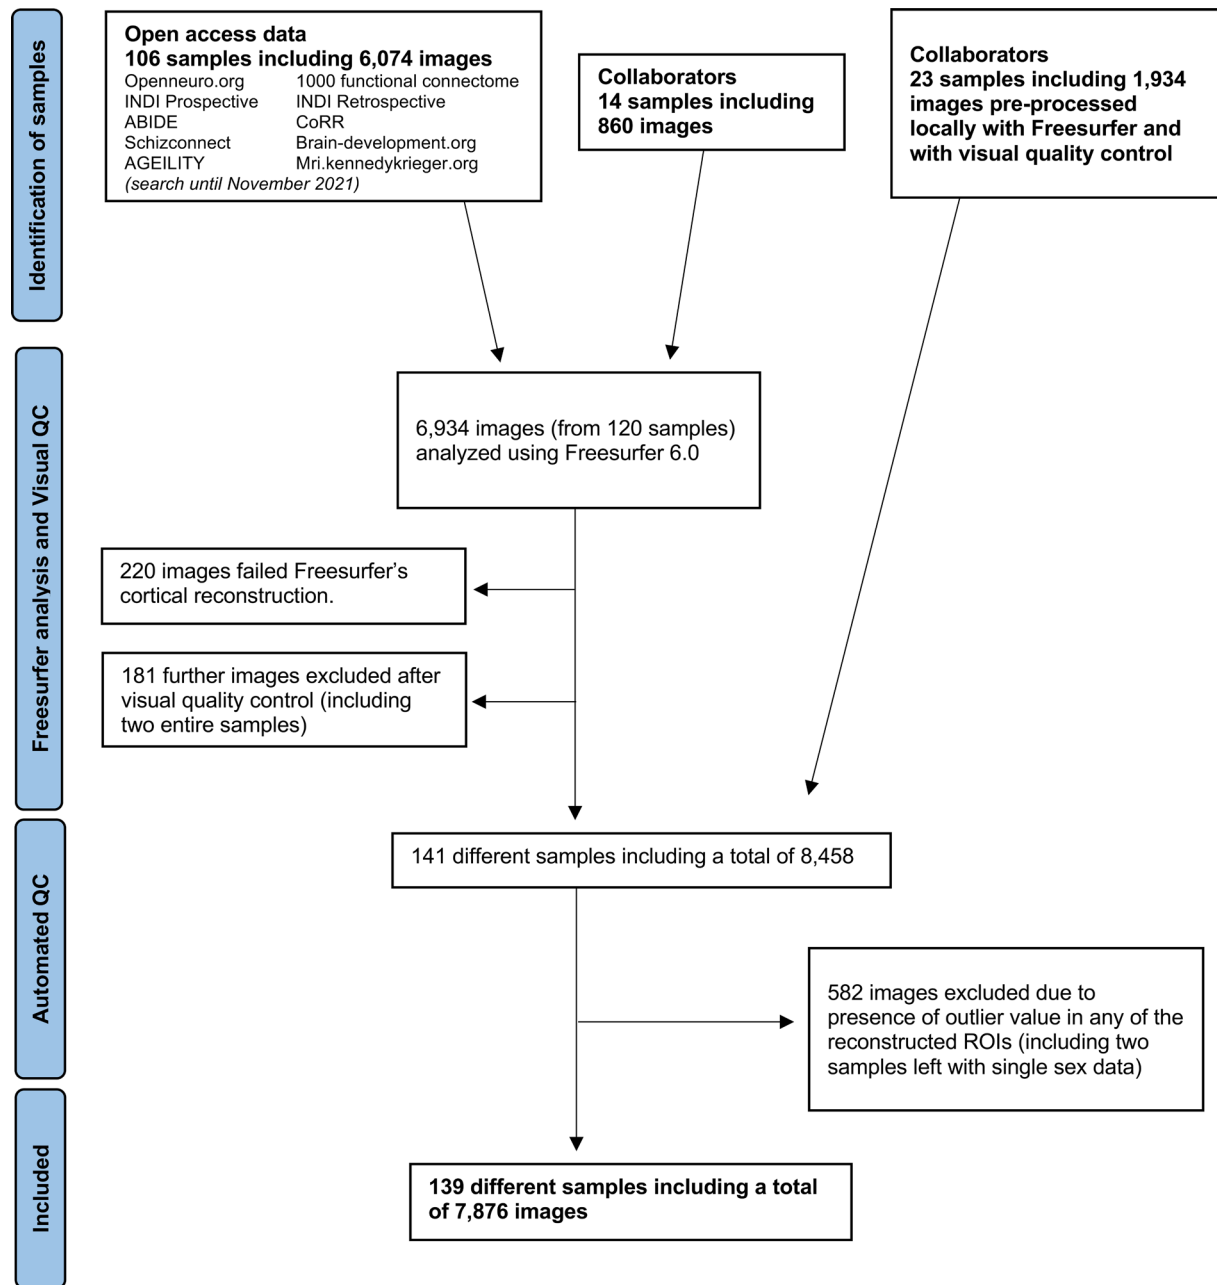 Identification of samples
Open access data
106 samples including 6,074 images
Openneuro.org 1000 functional connectome
INDI Prospective INDI Retrospective
ABIDE CoRR
Schizconnect Brain-development.org
AGEILITY Mri.kennedykrieger.org
(search until November 2021)
Collaborators
14 samples including
860 images
Collaborators
23 samples including 1,934
images pre-processed
locally with Freesurfer and
with visual quality control
Freesurfer analysis and Visual QC
6,934 images (from 120 samples)
analyzed using Freesurfer 6.0
220 images failed Freesurfer’s
cortical reconstruction.
181 further images excluded after
visual quality control (including
two entire samples)
Automated QC
141 different samples including a total of 8,458
582 images excluded due to
presence of outlier value in any of the
reconstructed ROIs (including two
samples left with single sex data)
Included
139 different samples including a total
of 7,876 images